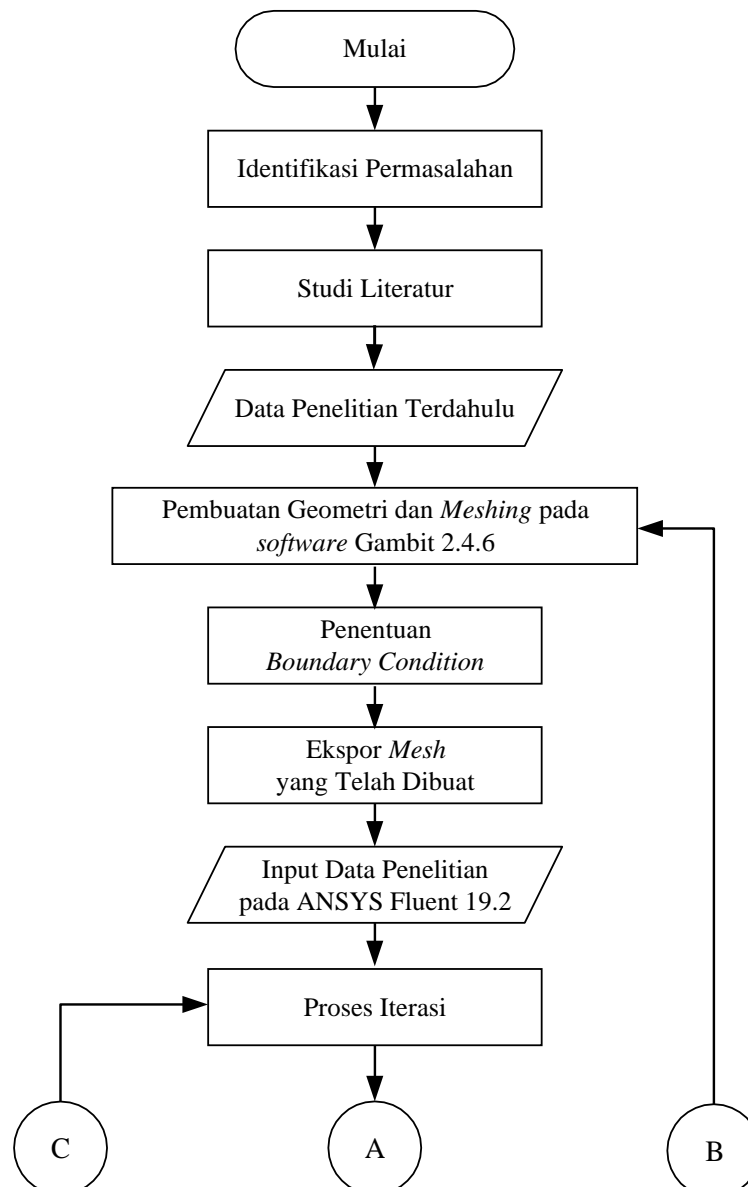 Mulai
Identifikasi Permasalahan
Studi Literatur
Data Penelitian Terdahulu
Pembuatan Geometri dan Meshing pada
software Gambit 2.4.6
Penentuan
Boundary Condition
Ekspor Mesh
yang Telah Dibuat
Input Data Penelitian
pada ANSYS Fluent 19.2
Proses Iterasi
C
A
B